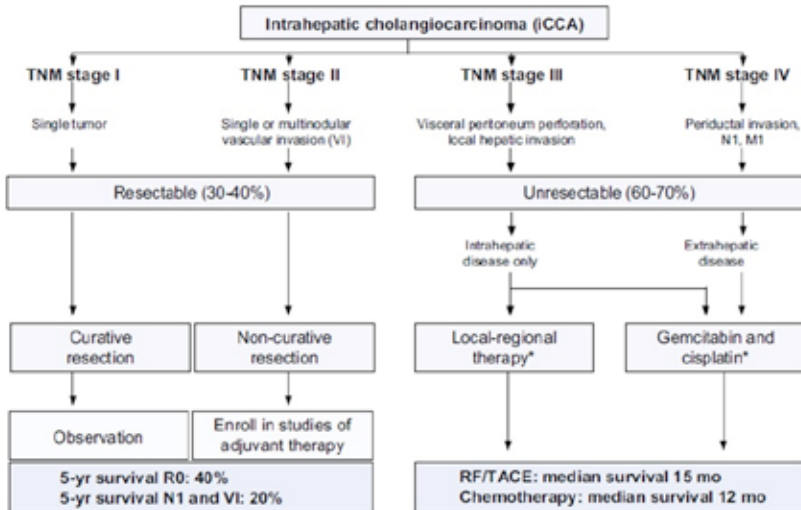 Intrahepatic cholangiocarcinoma (iCCA)
TNM stage I
TNM stage II
TNM stage III
TNM stage IV
Single tumor
Single or multinodular
vascular invasion (VI)
Visceral peritoneum perforation,
local hepatic invasion
Periductal invasion,
N1, M1
Resectable (30-40%)
Unresectable (60-70%)
Intrahepatic
disease only
Extrahepatic
disease
Curative
resection
Non-curative
resection
Local-regional
therapy*
Gemcitabin and
cisplatin*
Observation
Enroll in studies of
adjuvant therapy
5-yr survival R0: 40%
5-yr survival N1 and VI: 20%
RF/TACE: median survival 15 mo
Chemotherapy: median survival 12 mo